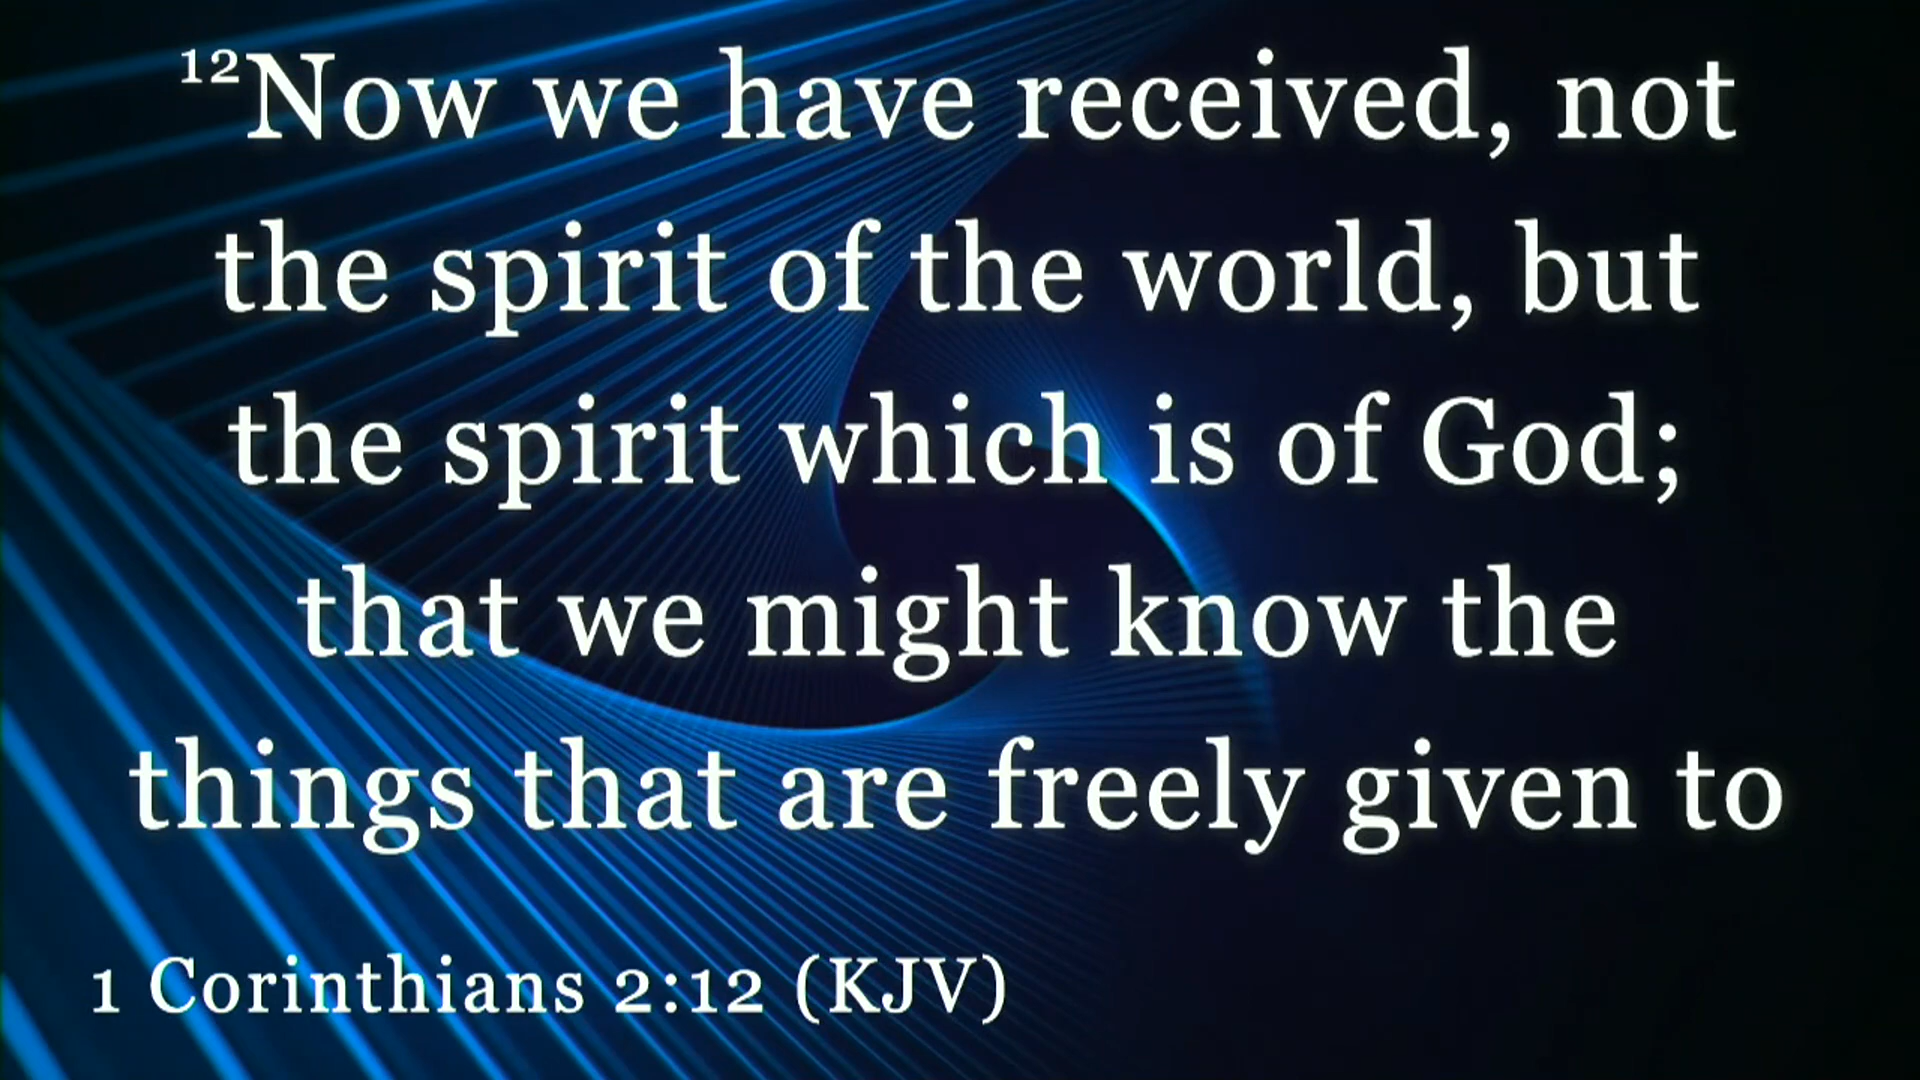 12Now we have received, not
the spirit of the world, but
the spirit which is of God;
that we might know the
things that are freely given to
1 Corinthians 2:12 (KJV)